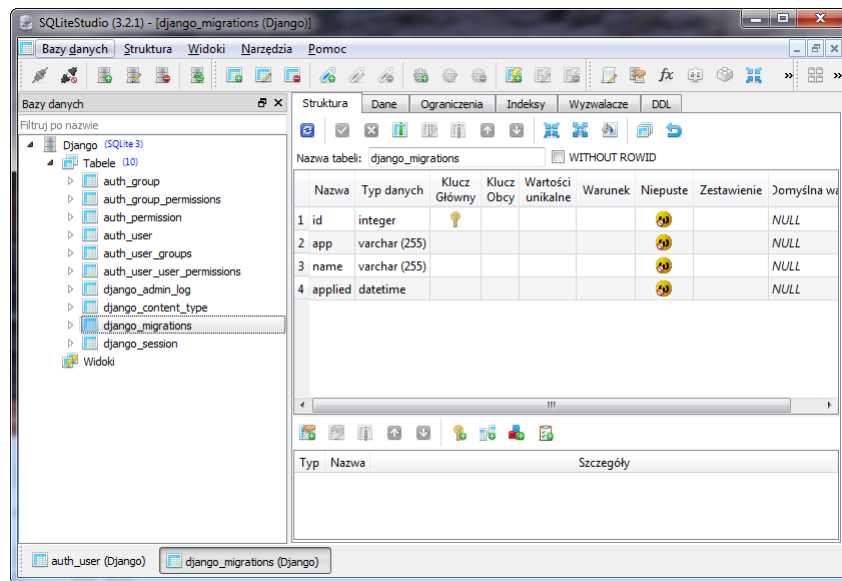 SQLiteStudio (3.2.1) - [django_migrations (Django)]
Bazy danych Struktura Widoki Narzędzia Pomoc
Bazy danych
Filtruj po nazwie
Django (SQLite 3)
Tabele (10)
auth_group
auth_group_permissions
auth_permission
auth_user
auth_user_groups
auth_user_user_permissions
django_admin_log
django_content_type
django_migrations
django_session
Widoki
Struktura Dane Ograniczenia Indeksy Wyzwalacze DDL
Nazwa tabeli: django_migrations WITHOUT ROWID
Nazwa Typ danych Klucz Główny Klucz Obcy Wartości unikalne Warunek Niepuste Zestawienie Domyślna wa
1 id integer NULL
2 app varchar (255) NULL
3 name varchar (255) NULL
4 applied datetime NULL
Typ Nazwa Szczegóły
auth_user (Django) django_migrations (Django)